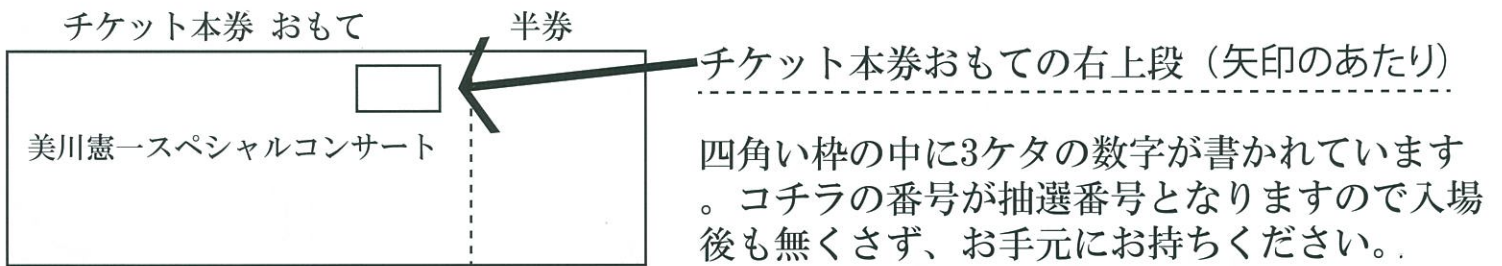 チケット本券 おもて
半券
美川憲一スペシャルコンサート
チケット本券おもての右上段（矢印のあたり）
四角い枠の中に3ケタの数字が書かれています
。コチラの番号が抽選番号となりますので入場
後も無くさず、お手元にお持ちください。